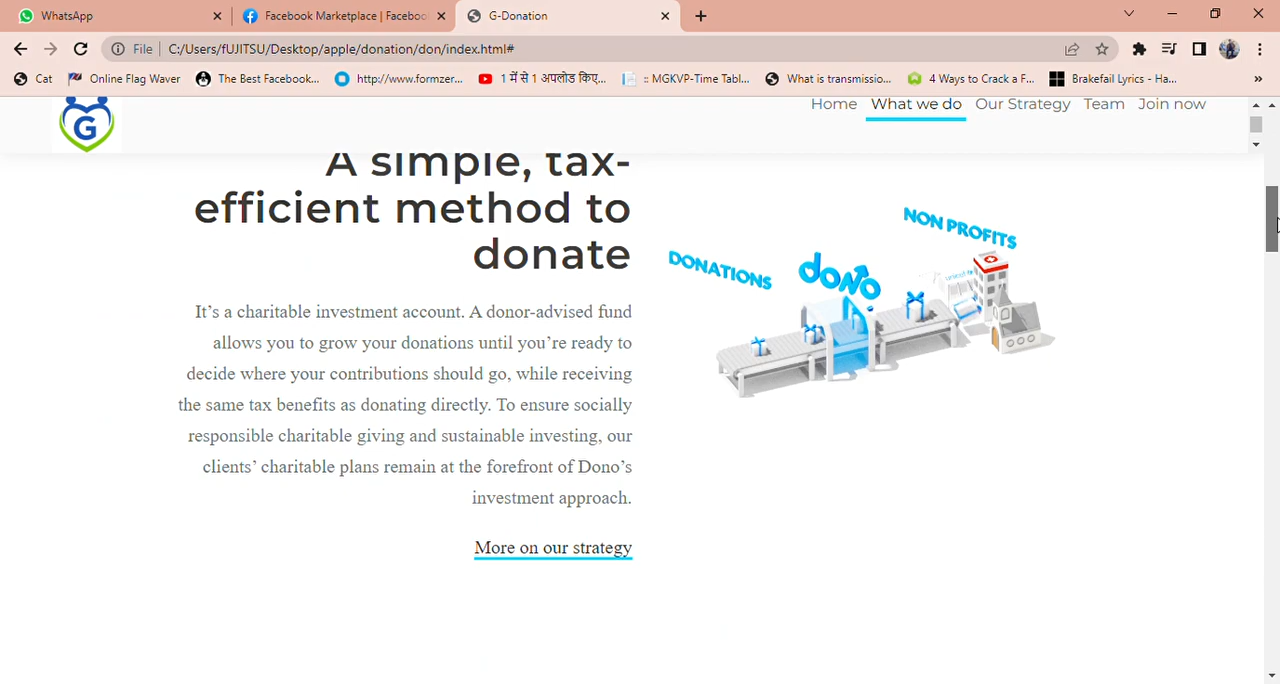 WhatsApp
Facebook Marketplace | Faceboo
G-Donation
File
C:/Users/fUJITSU/Desktop/apple/donation/don/index.html#
Cat
Online Flag Waver
The Best Facebook...
http://www.formzer...
1 में से 1 अपलोड किए...
:: MGKVP-Time Tabl...
What is transmissio...
4 Ways to Crack a F...
Brakefail Lyrics - Ha...
»
G
Home
What we do
Our Strategy
Team
Join now
A simple, tax-
efficient method to
donate
It’s a charitable investment account. A donor-advised fund
allows you to grow your donations until you’re ready to
decide where your contributions should go, while receiving
the same tax benefits as donating directly. To ensure socially
responsible charitable giving and sustainable investing, our
clients’ charitable plans remain at the forefront of Dono’s
investment approach.
More on our strategy
DONATIONS
dono
NON PROFITS
unicef